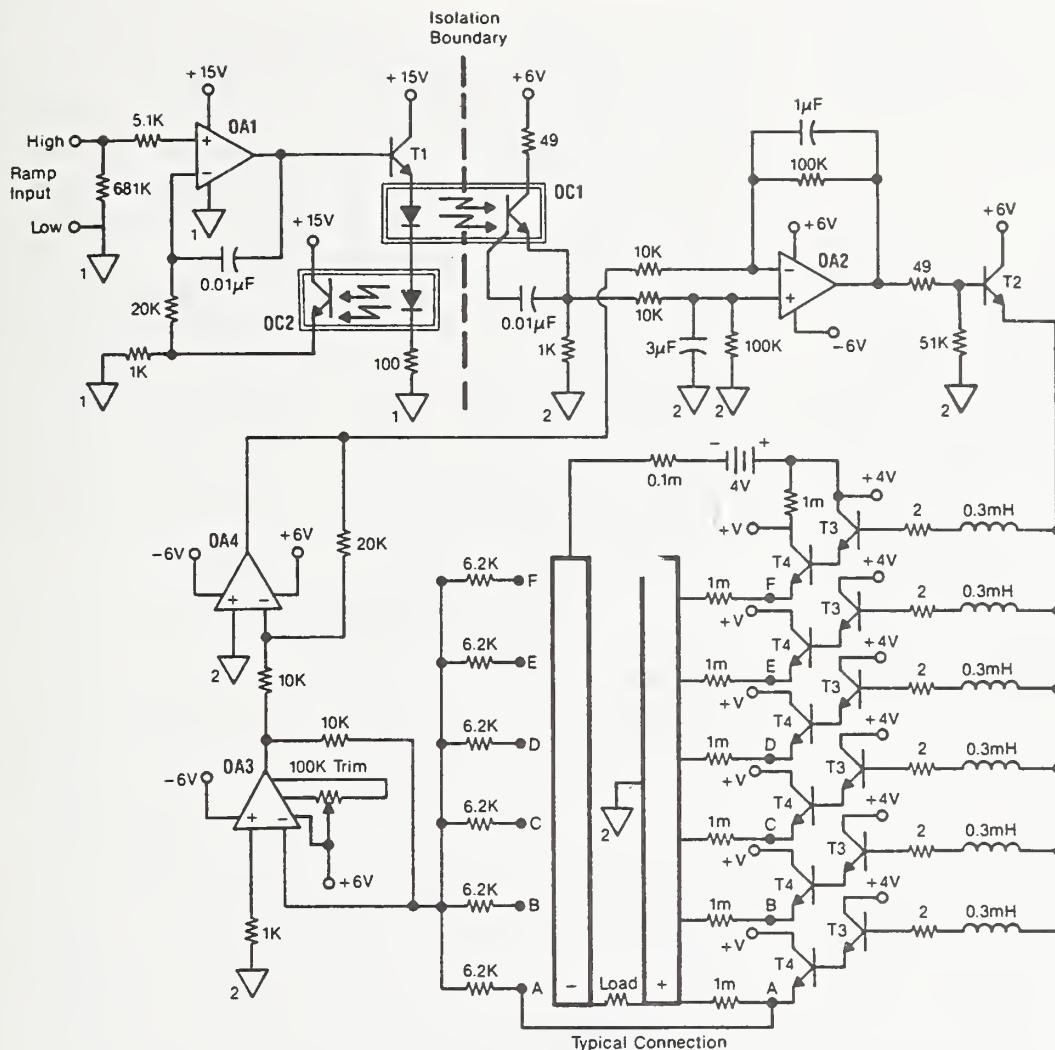 Isolation
Boundary
+15V
+15V
+6V
1μF
5.1K
OA1
49
100K
High
T1
+
−
Ramp
Input
681K
OC1
+6V
+6V
Low
1
+15V
10K
−
OA2
49
T2
1
0.01μF
+
20K
OC2
0.01μF
10K
−6V
51K
1K
100
1K
3μF
100K
1
1
2
2
2
2
−
+
0.1m
4V
1m
+4V
2
0.3mH
+V
T3
−6V
OA4
+6V
20K
6.2K
F
T4
+4V
1m
F
2
0.3mH
+
−
+V
T3
6.2K
E
T4
+4V
2
1m
E
2
0.3mH
10K
+V
T3
6.2K
D
T4
+4V
10K
1m
D
2
0.3mH
−6V
OA3
100K Trim
+V
T3
6.2K
C
T4
+4V
+
−
2
1m
C
2
0.3mH
+6V
+V
T3
6.2K
B
T4
+4V
1K
1m
B
2
0.3mH
+V
T3
6.2K
T4
2
A
−
Load
+
1m
A
Typical Connection